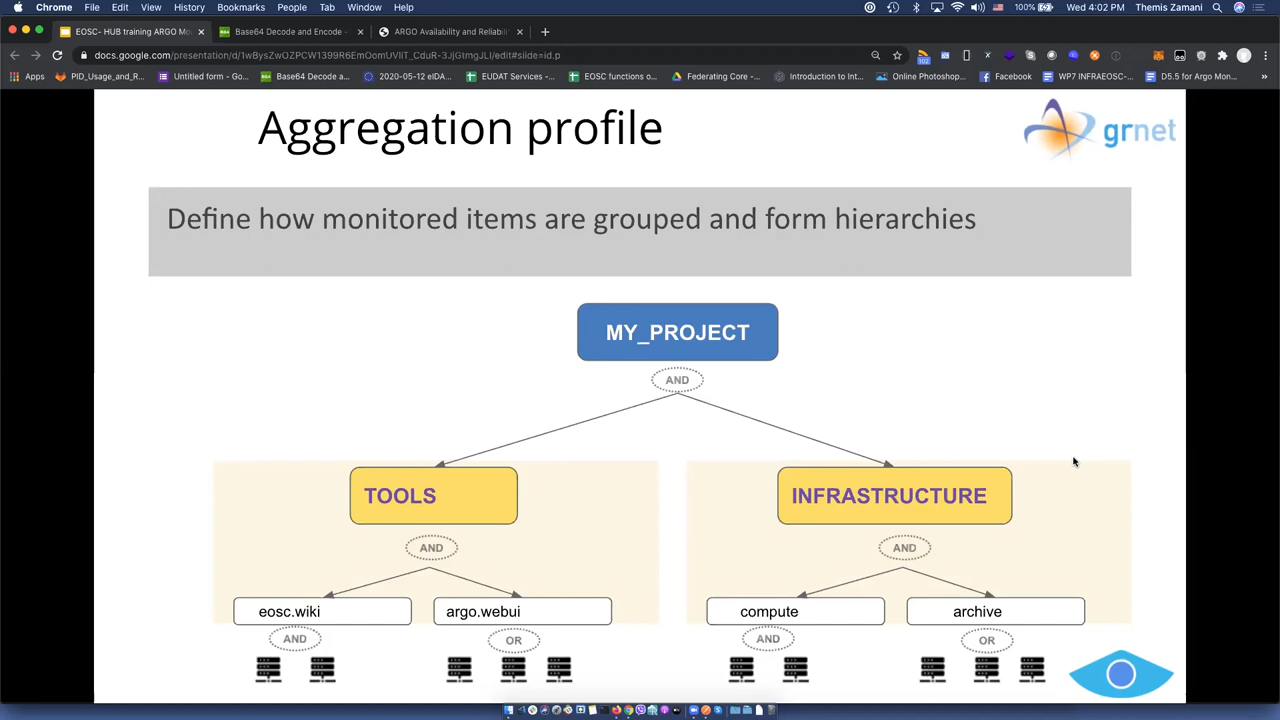 Chrome File Edit View History Bookmarks People Tab Window Help 100% Wed 4:02 PM Themis Zamani
EOSC- HUB training ARGO Mo Base64 Decode and Encode - ARGO Availability and Reliabili
docs.google.com/presentation/d/1wBysZwOZPCW1399R6EmOomUVliT_CduR-3JjGtmgJLI/edit#slide=id.p
Apps PID_Usage_and_R... Untitled form - Go... Base64 Decode a... 2020-05-12 eIDA... EUDAT Services -... EOSC functions o... Federating Core -... Introduction to Int... Online Photoshop... Facebook WP7 INFRAEOSC-... D5.5 for Argo Mon... »
102
Aggregation profile
grnet
Define how monitored items are grouped and form hierarchies
MY_PROJECT
AND
TOOLS INFRASTRUCTURE
AND AND
eosc.wiki argo.webui compute archive
AND OR AND OR